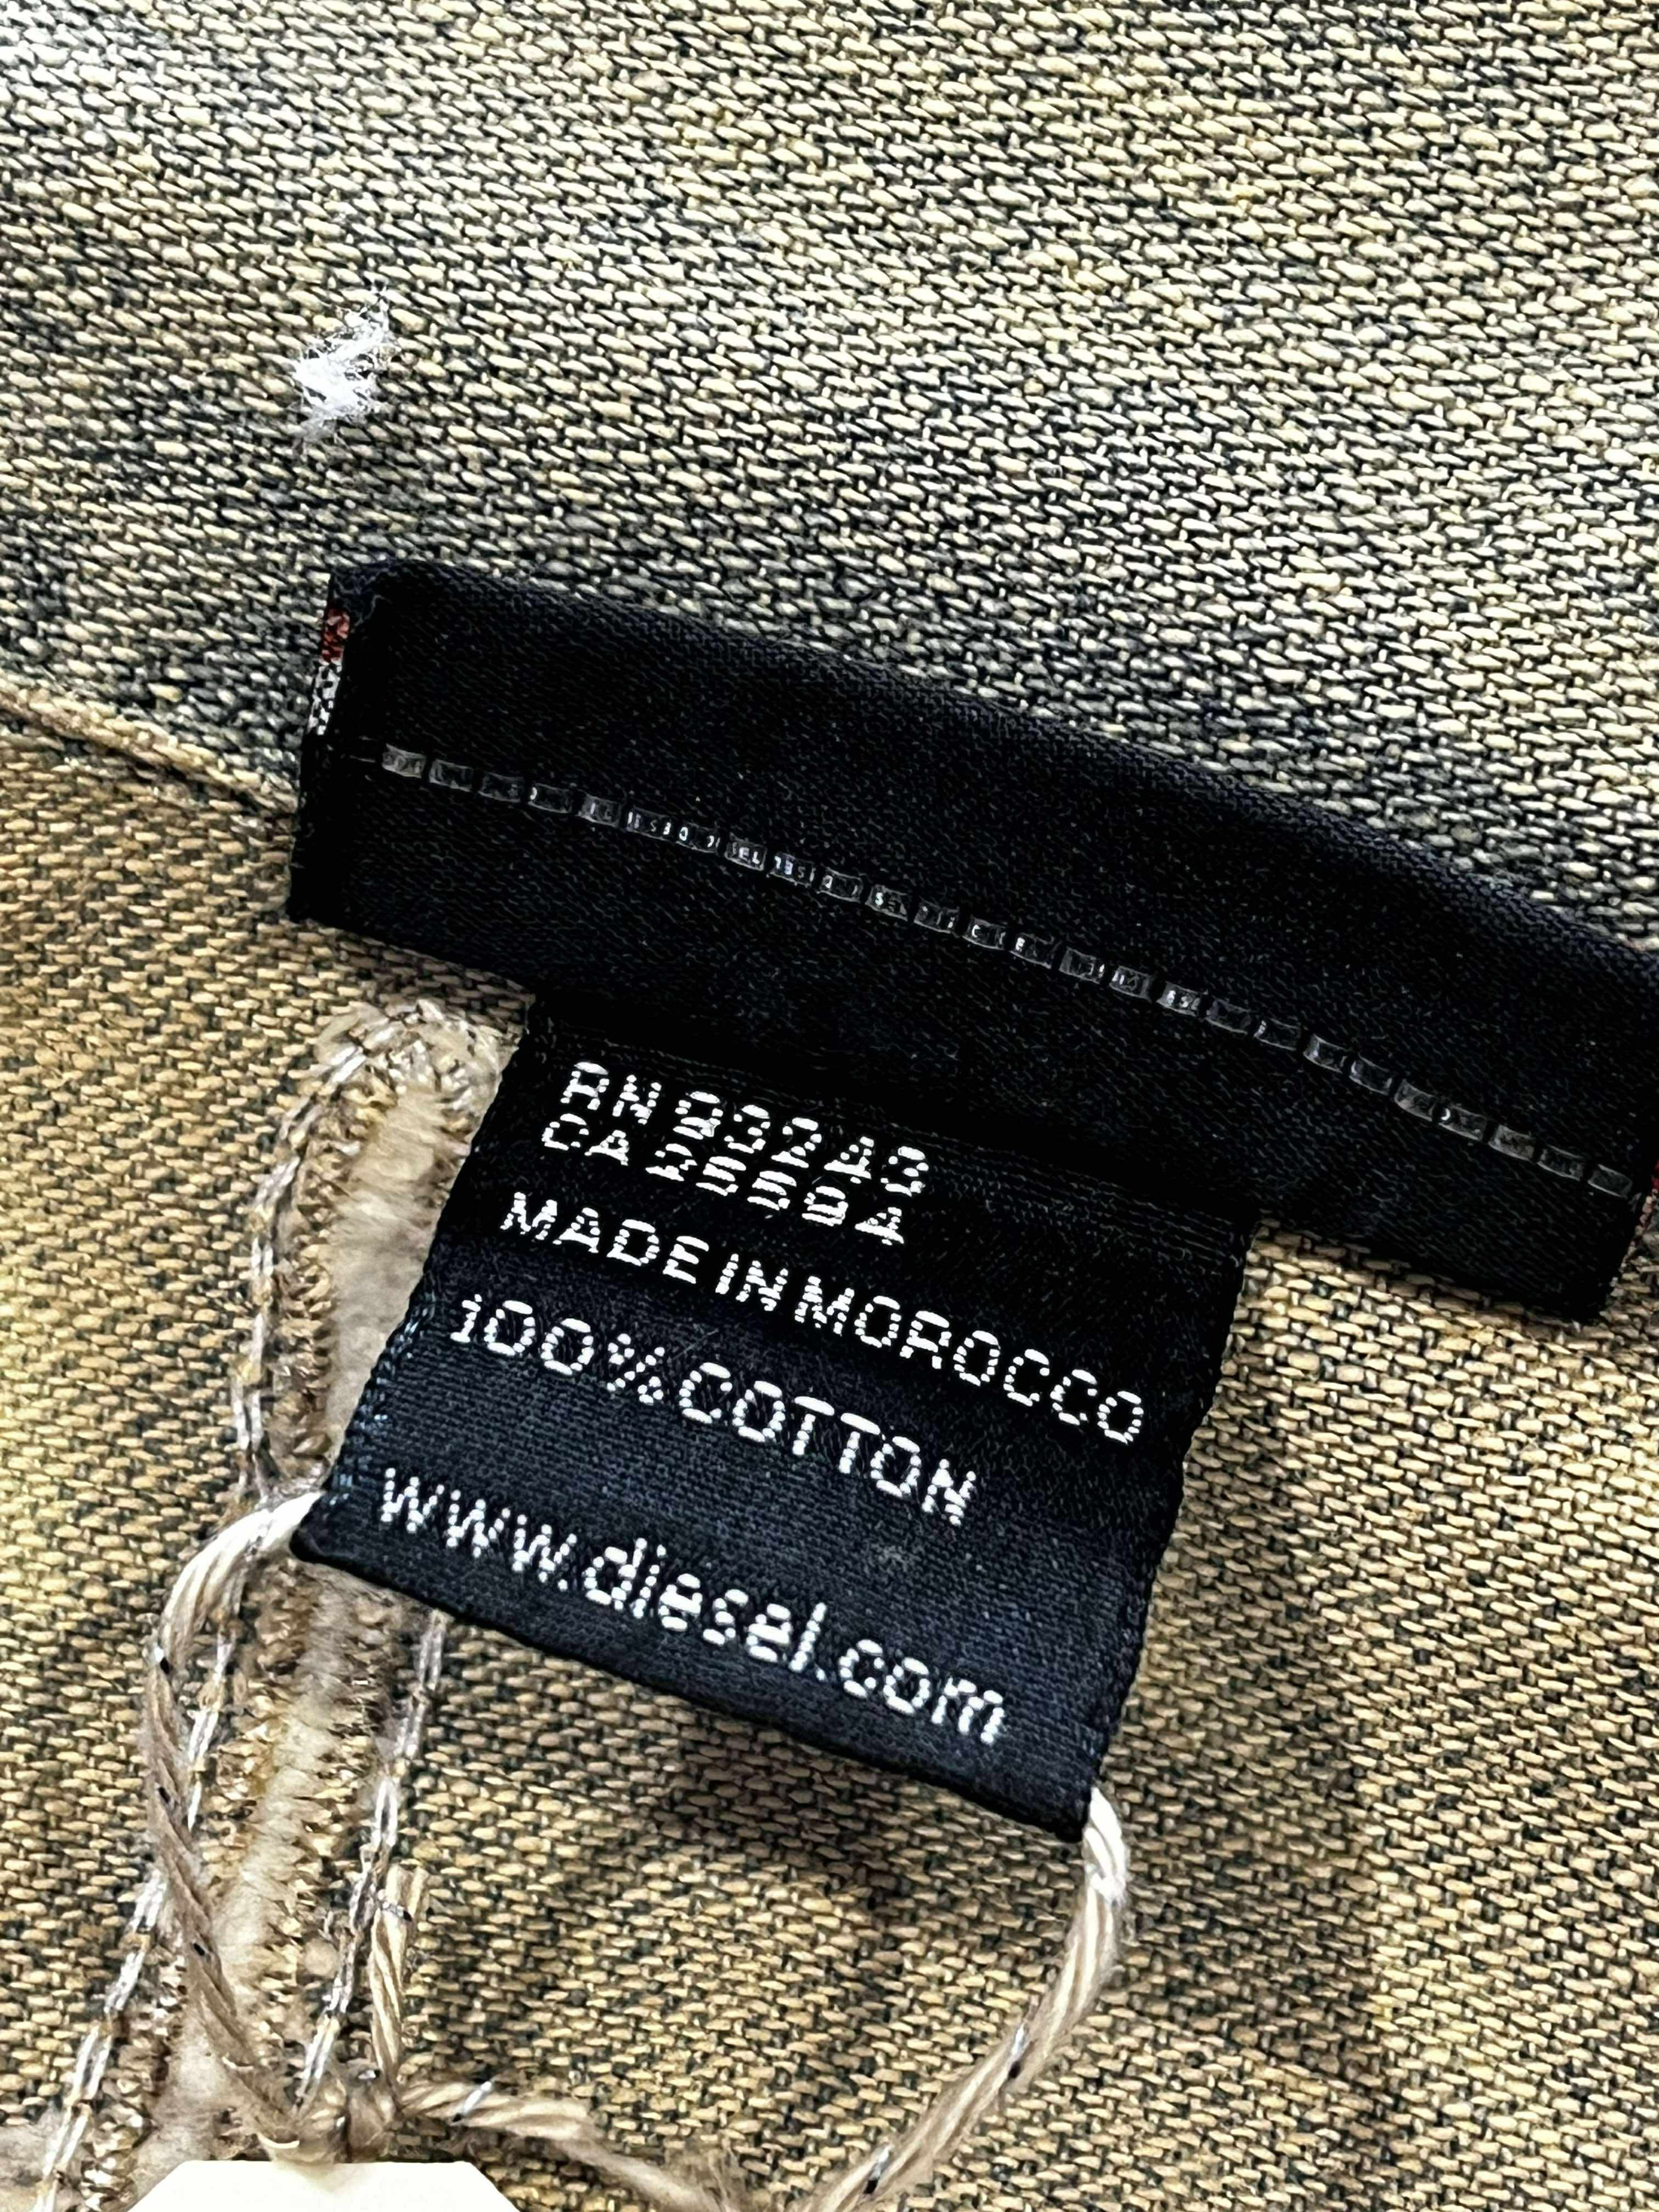 RN 93243
CA 25594
MADE IN MOROCCO
100% COTTON
www.diesel.com